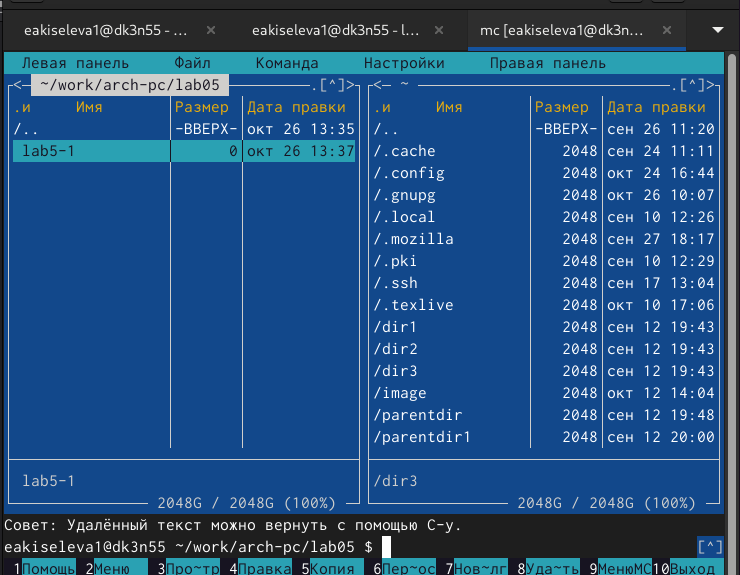 eakiseleva1@dk3n55 - ... × eakiseleva1@dk3n55 - l... × mc [eakiseleva1@dk3n... ×
Левая панель Файл Команда Настройки Правая панель
<─ ~/work/arch-pc/lab05 .[^]> <─ ~ .[^]>
.и Имя Размер Дата правки .и Имя Размер Дата правки
/.. -ВВЕРХ- окт 26 13:35 /.. -ВВЕРХ- сен 26 11:20
lab5-1 0 окт 26 13:37 /.cache 2048 сен 24 11:11
/.config 2048 окт 24 16:44
/.gnupg 2048 окт 26 10:07
/.local 2048 сен 10 12:26
/.mozilla 2048 сен 27 18:17
/.pki 2048 сен 10 12:29
/.ssh 2048 сен 17 13:04
/.texlive 2048 окт 10 17:06
/dir1 2048 сен 12 19:43
/dir2 2048 сен 12 19:43
/dir3 2048 сен 12 19:43
/image 2048 окт 12 14:04
/parentdir 2048 сен 12 19:48
/parentdir1 2048 сен 12 20:00
lab5-1 /dir3
2048G / 2048G (100%) 2048G / 2048G (100%)
Совет: Удалённый текст можно вернуть с помощью C-y.
eakiseleva1@dk3n55 ~/work/arch-pc/lab05 $ [^]
1Помощь 2Меню 3Про~тр 4Правка 5Копия 6Пер~ос 7Нов~лг 8Уда~ть 9МенюMC 10Выход